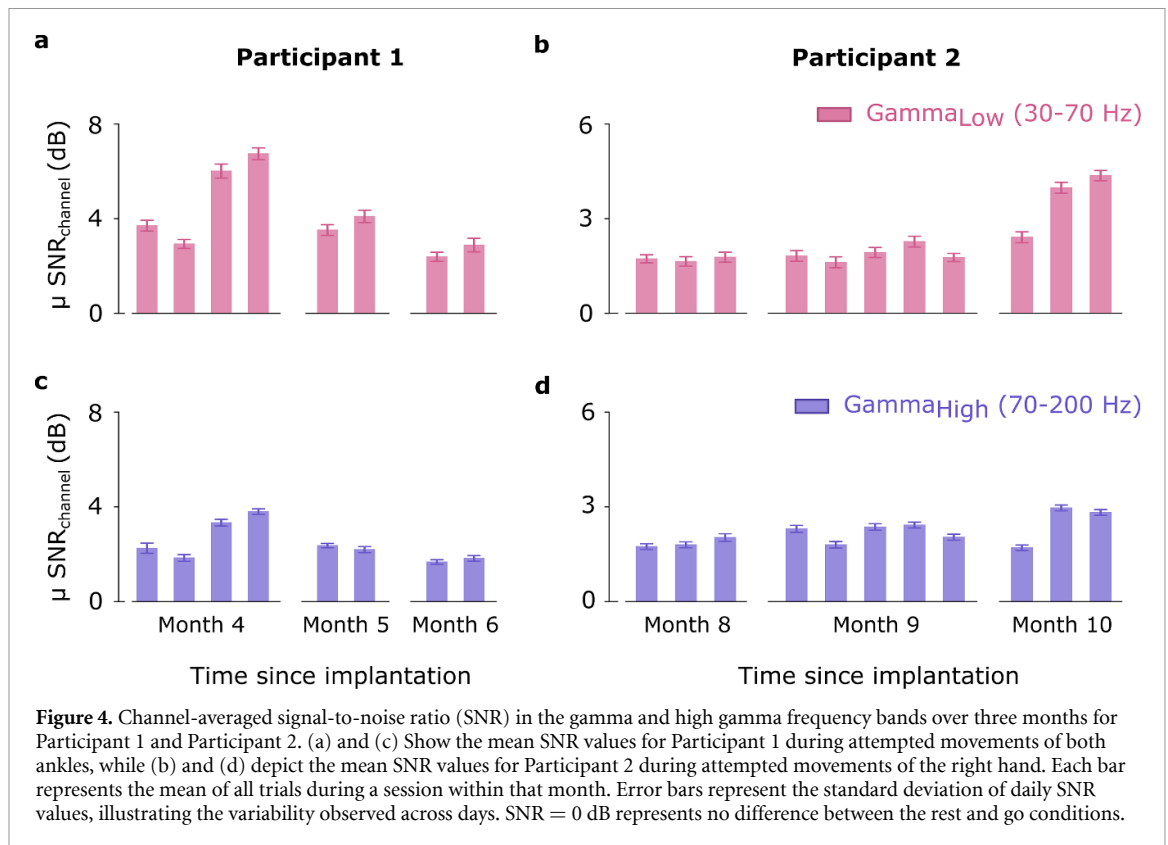 a
Participant 1
b
Participant 2
8
4
0
μ SNRchannel (dB)
6
3
0
GammaLow (30-70 Hz)
c
8
4
0
μ SNRchannel (dB)
d
6
3
0
GammaHigh (70-200 Hz)
Month 4
Month 5
Month 6
Month 8
Month 9
Month 10
Time since implantation
Time since implantation
Figure 4. Channel-averaged signal-to-noise ratio (SNR) in the gamma and high gamma frequency bands over three months for
Participant 1 and Participant 2. (a) and (c) Show the mean SNR values for Participant 1 during attempted movements of both
ankles, while (b) and (d) depict the mean SNR values for Participant 2 during attempted movements of the right hand. Each bar
represents the mean of all trials during a session within that month. Error bars represent the standard deviation of daily SNR
values, illustrating the variability observed across days. SNR = 0 dB represents no difference between the rest and go conditions.